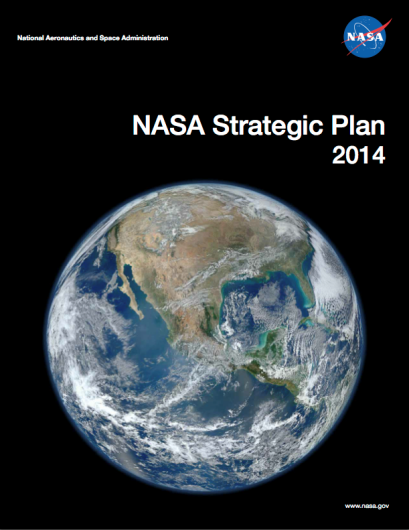 National Aeronautics and Space Administration
NASA
NASA Strategic Plan
2014
www.nasa.gov